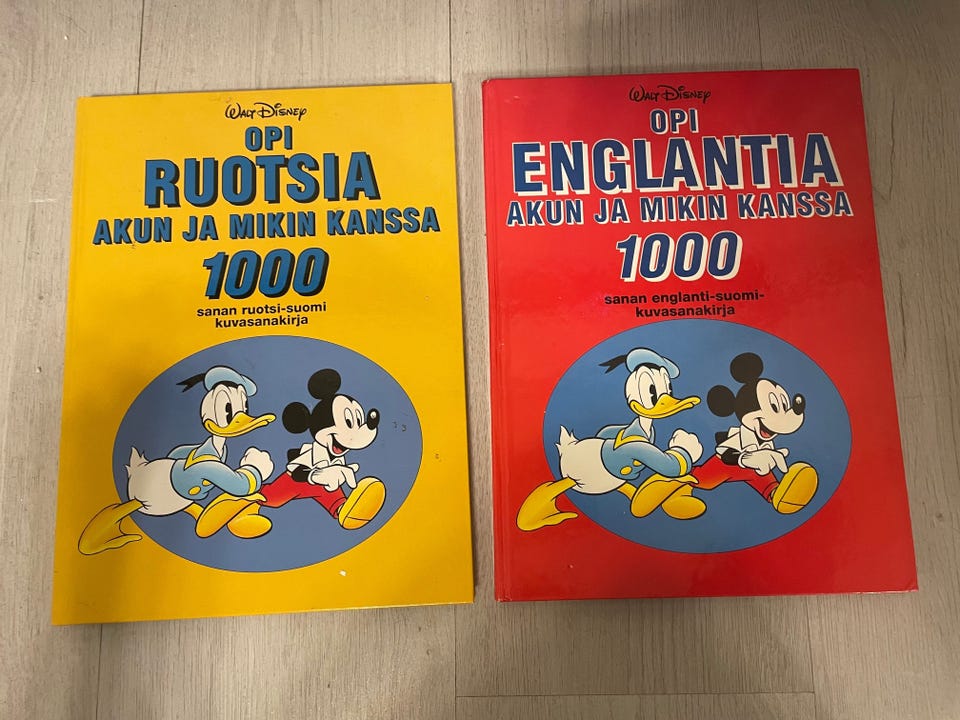 Walt Disney
OPI
RUOTSIA
AKUN JA MIKIN KANSSA
1000
sanan ruotsi-suomi
kuvasanakirja
Walt Disney
OPI
ENGLANTIA
AKUN JA MIKIN KANSSA
1000
sanan englanti-suomi-
kuvasanakirja